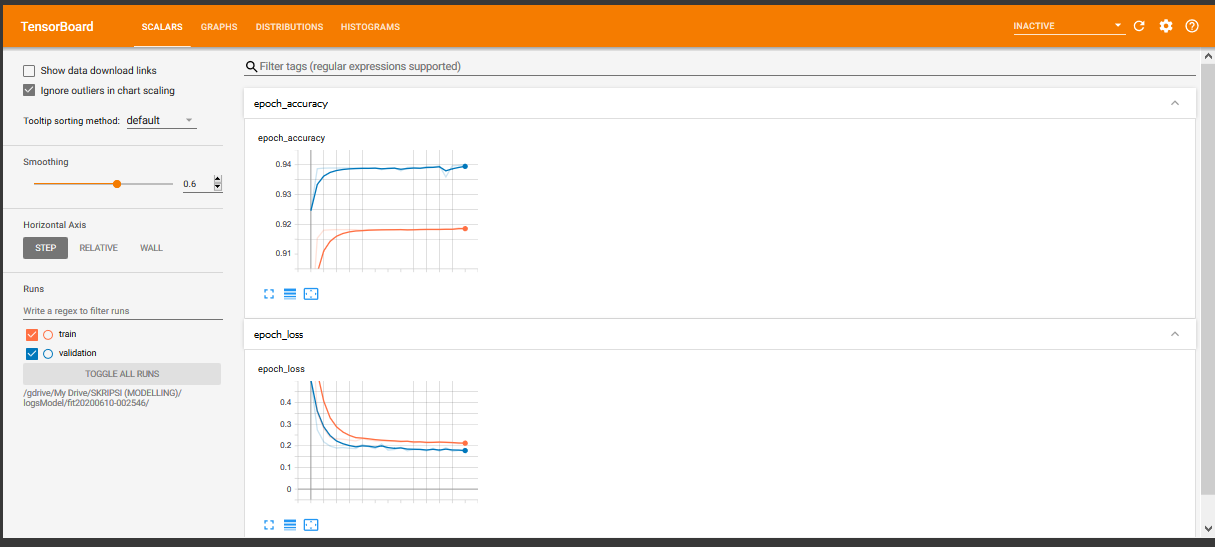 TensorBoard SCALARS GRAPHS DISTRIBUTIONS HISTOGRAMS INACTIVE
Show data download links
Ignore outliers in chart scaling
Tooltip sorting method: default
Smoothing
0.6
Horizontal Axis
STEP RELATIVE WALL
Runs
Write a regex to filter runs
train
validation
TOGGLE ALL RUNS
/gdrive/My Drive/SKRIPSI (MODELLING)/
logsModel/fit20200610-002546/
Filter tags (regular expressions supported)
epoch_accuracy
epoch_accuracy
0.94
0.93
0.92
0.91
epoch_loss
epoch_loss
0.4
0.3
0.2
0.1
0